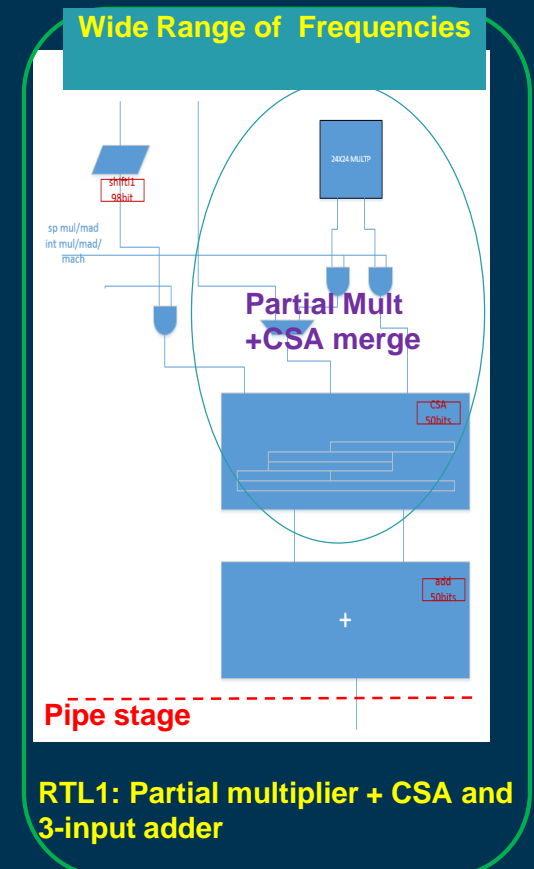 Wide Range of  Frequencies
24X24 MULTP
shiftl1
98bit
sp mul/mad
int mul/mad/
mach
Partial Mult
+CSA merge
CSA
50bits
add
50bits
+
Pipe stage
RTL1: Partial multiplier + CSA and
3-input adder